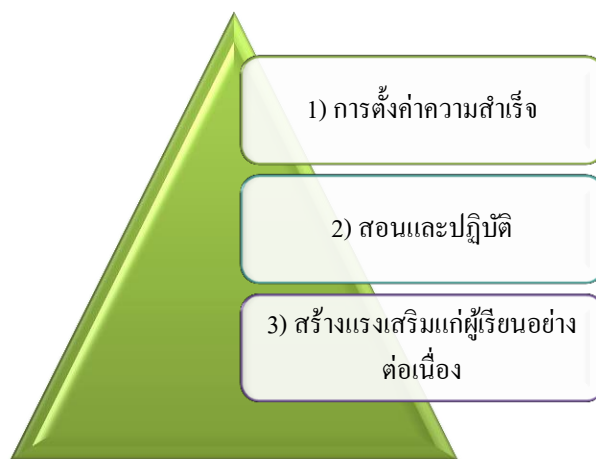 1) การตั้งค่าความสำเร็จ
2) สอนและปฏิบัติ
3) สร้างแรงเสริมแก่ผู้เรียนอย่าง
ต่อเนื่อง